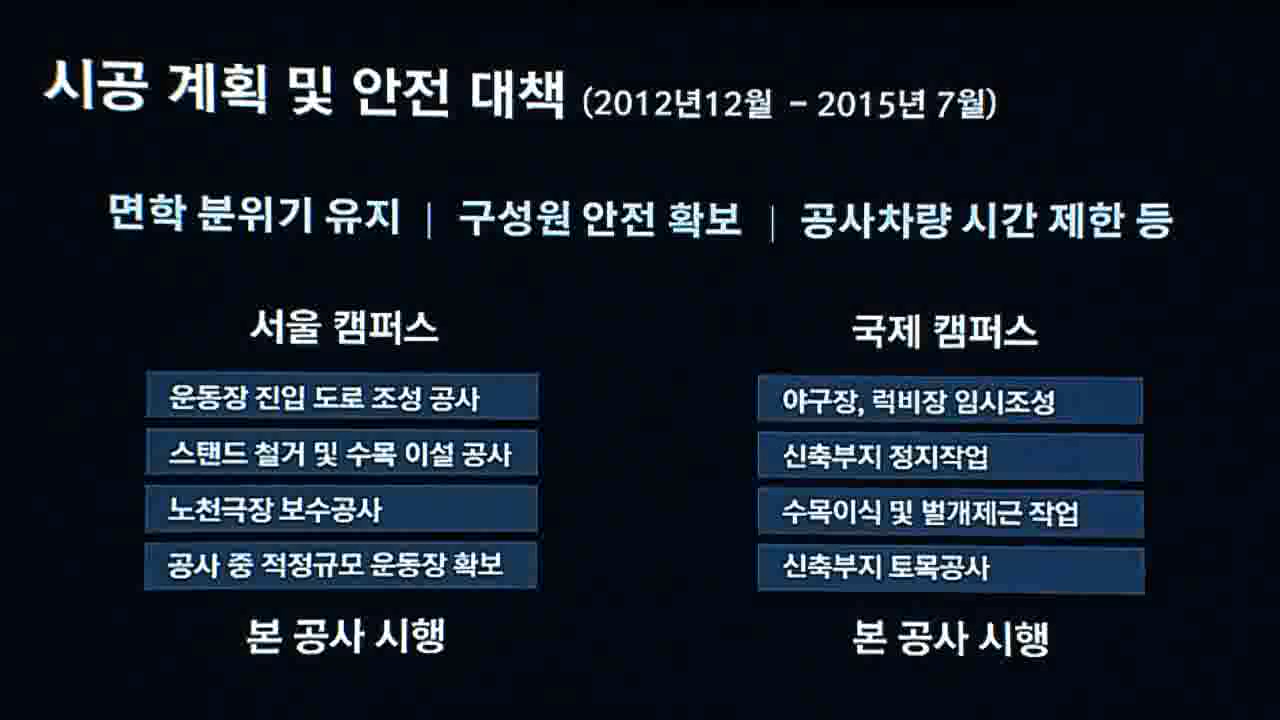 시공 계획 및 안전 대책 (2012년12월 - 2015년 7월)
면학 분위기 유지 | 구성원 안전 확보 | 공사차량 시간 제한 등
서울 캠퍼스
운동장 진입 도로 조성 공사
스탠드 철거 및 수목 이설 공사
노천극장 보수공사
공사 중 적정규모 운동장 확보
본 공사 시행
국제 캠퍼스
야구장, 럭비장 임시조성
신축부지 정지작업
수목이식 및 벌개제근 작업
신축부지 토목공사
본 공사 시행